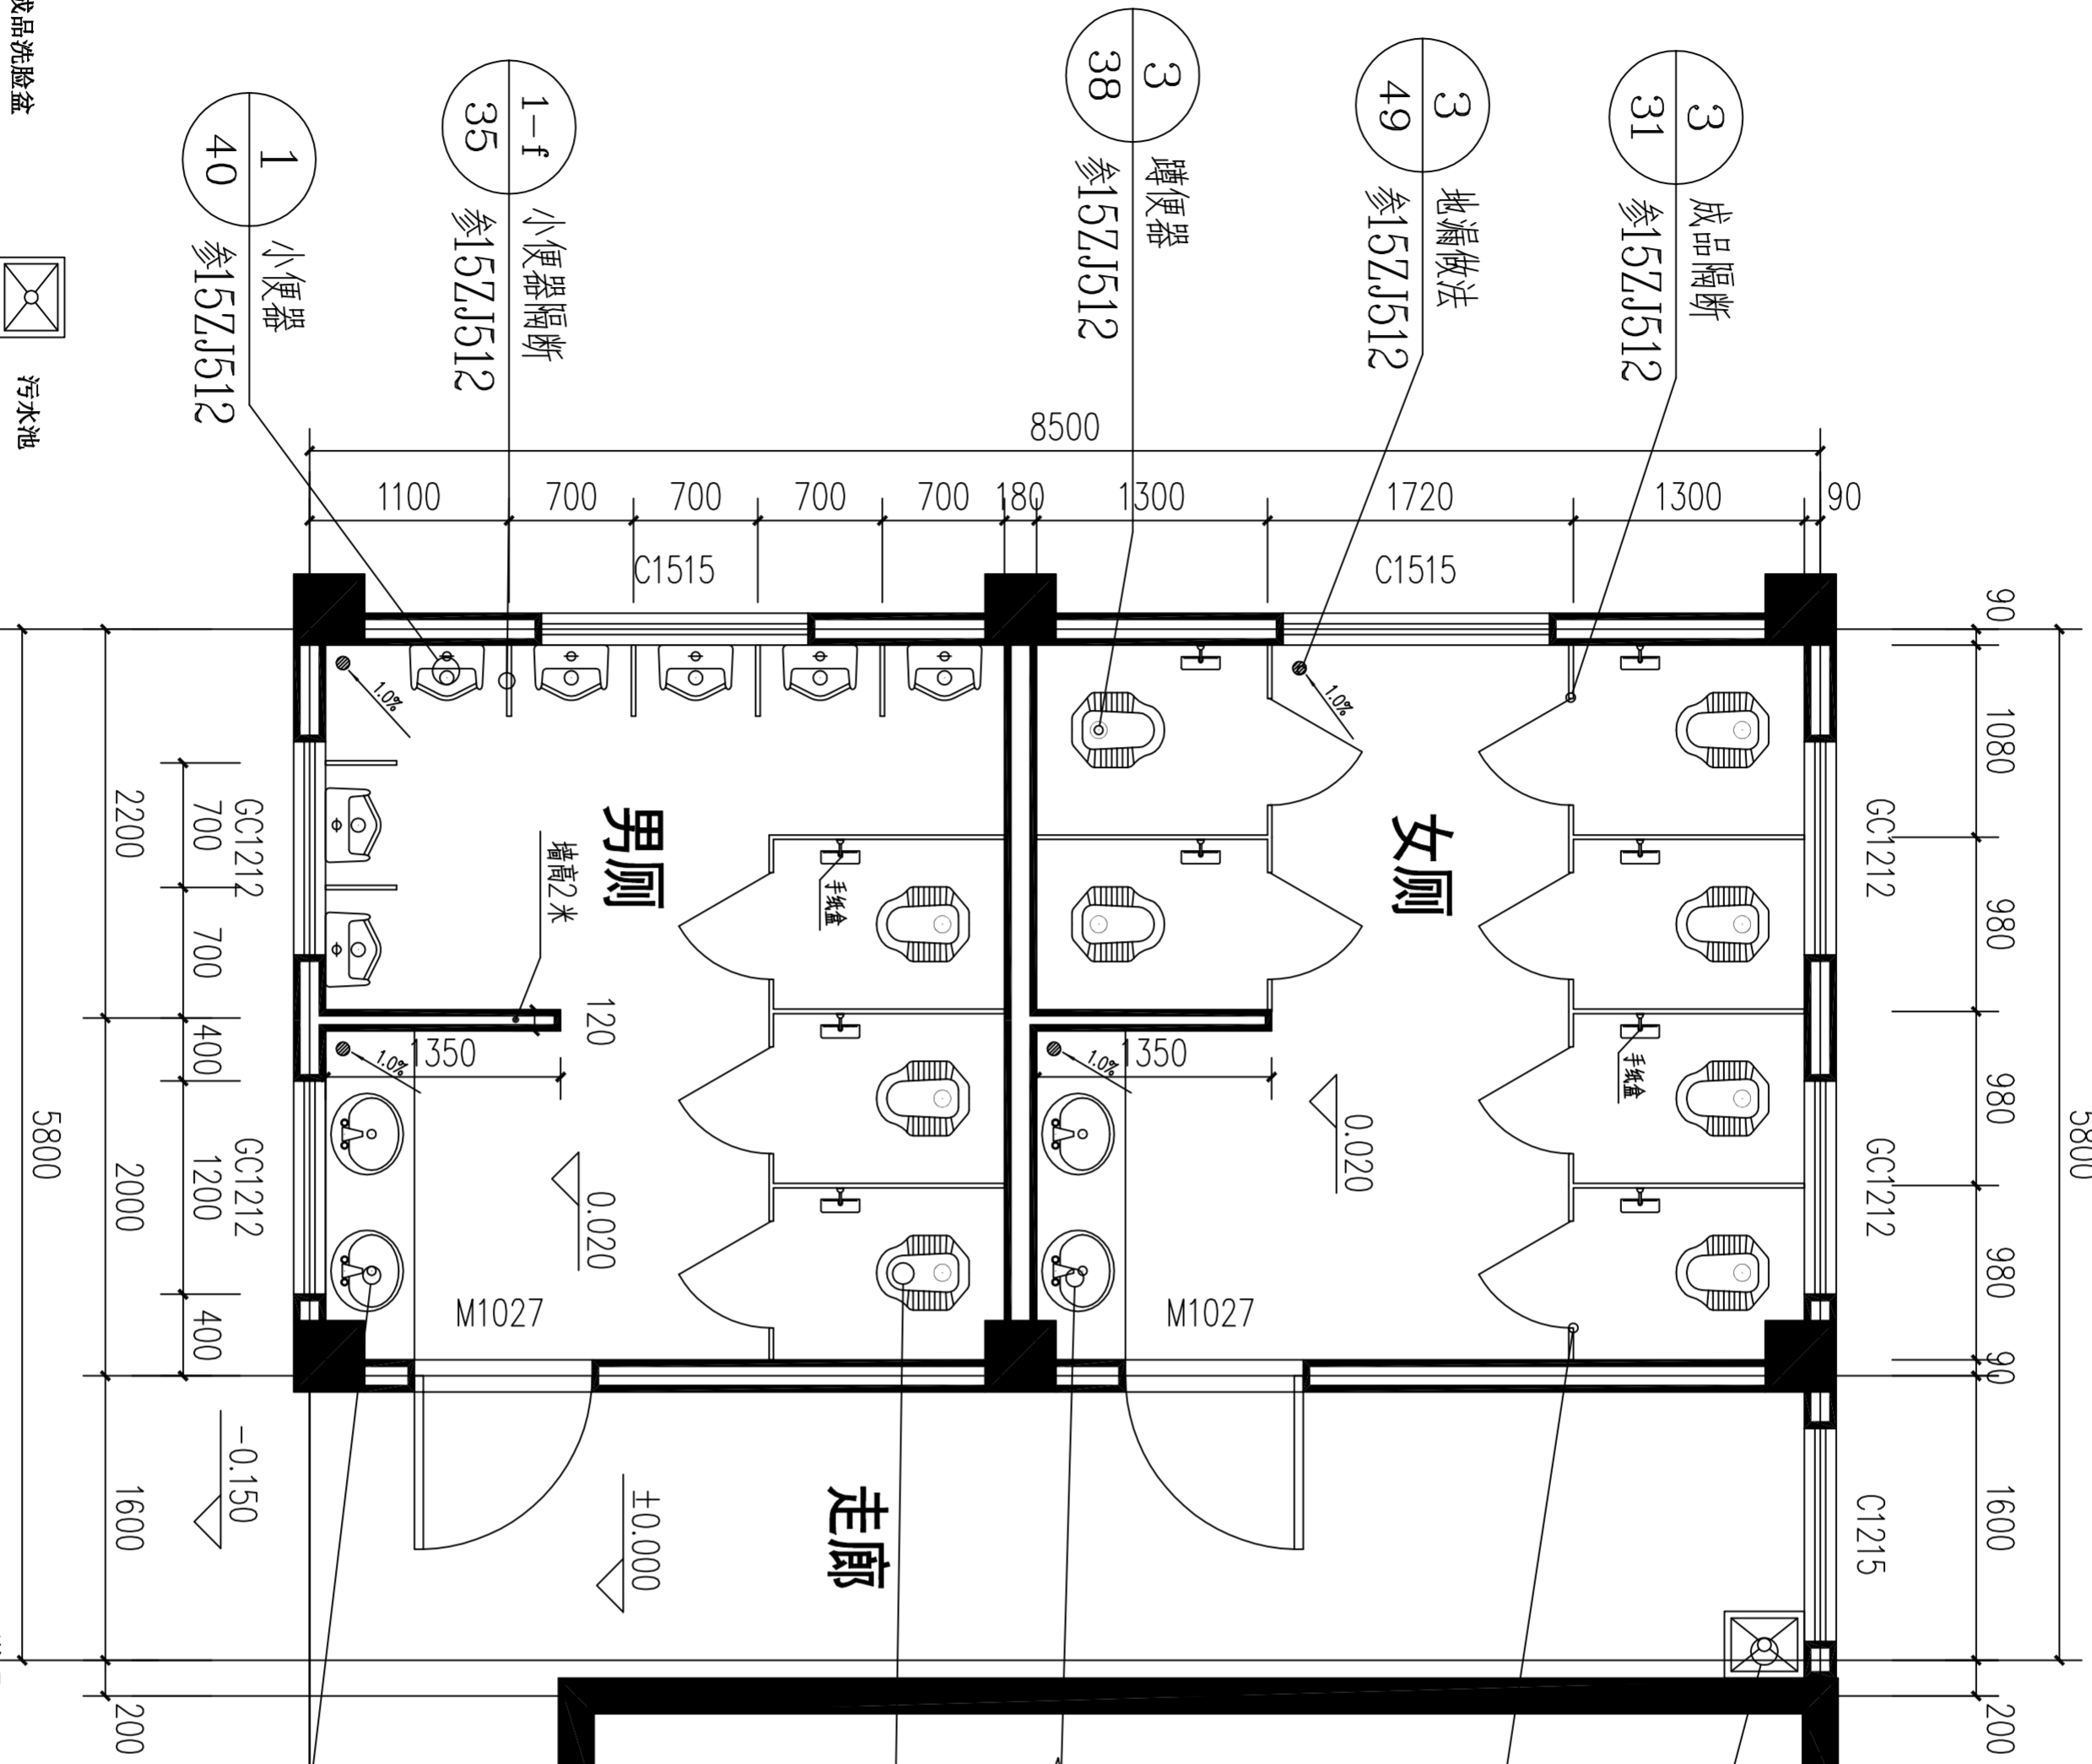 成品洗脸盆
污水池
1
40
小便器
参15ZJ512
1-f
35
小便器隔断
参15ZJ512
3
38
蹲便器
参15ZJ512
3
49
地漏做法
参15ZJ512
3
31
成品隔断
参15ZJ512
8500
1100
700
700
700
700
180
1300
1720
1300
90
C1515
C1515
90
1080
980
980
980
90
1600
200
5800
GC1212
GC1212
C1215
1.0%
1.0%
男厕
女厕
墙高2米
手纸盒
手纸盒
120
1350
1350
1.0%
1.0%
0.020
0.020
M1027
M1027
走廊
±0.000
-0.150
GC1212
GC1212
700
700
400
1200
400
2200
2000
1600
200
5800